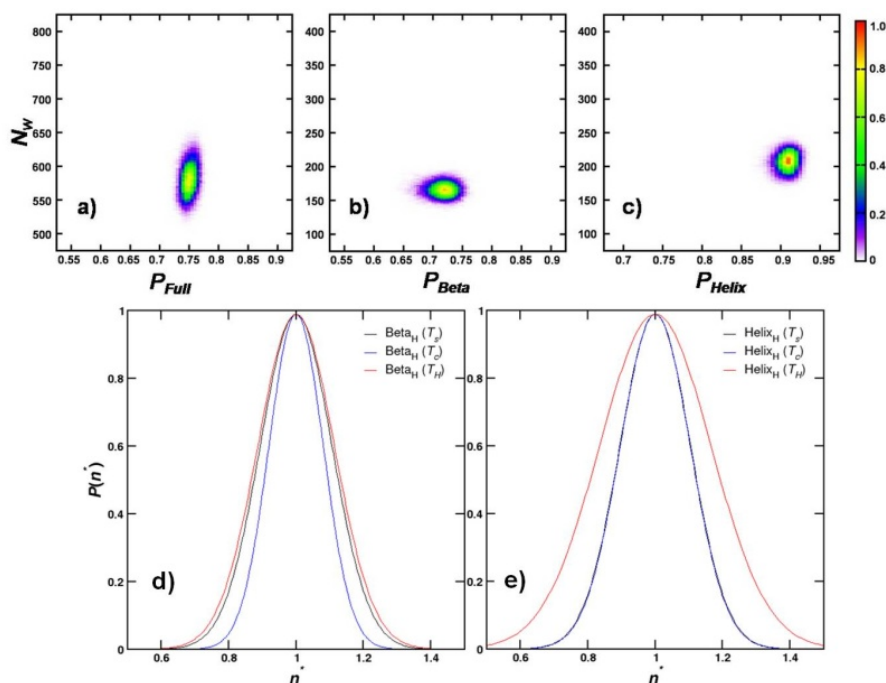 800
750
700
650
600
550
500
N_w
a)
0.55 0.6 0.65 0.7 0.75 0.8 0.85 0.9
P_Full
400
350
300
250
200
150
100
b)
0.55 0.6 0.65 0.7 0.75 0.8 0.85 0.9
P_Beta
400
350
300
250
200
150
100
c)
0.7 0.75 0.8 0.85 0.9 0.95
P_Helix
1.0
0.8
0.6
0.4
0.2
0
1
0.8
0.6
0.4
0.2
0
P(n*)
Beta_H (T_s)
Beta_H (T_c)
Beta_H (T_H)
d)
0.6 0.8 1 1.2 1.4
n*
1
0.8
0.6
0.4
0.2
0
Helix_H (T_s)
Helix_H (T_c)
Helix_H (T_H)
e)
0.6 0.8 1 1.2 1.4
n*